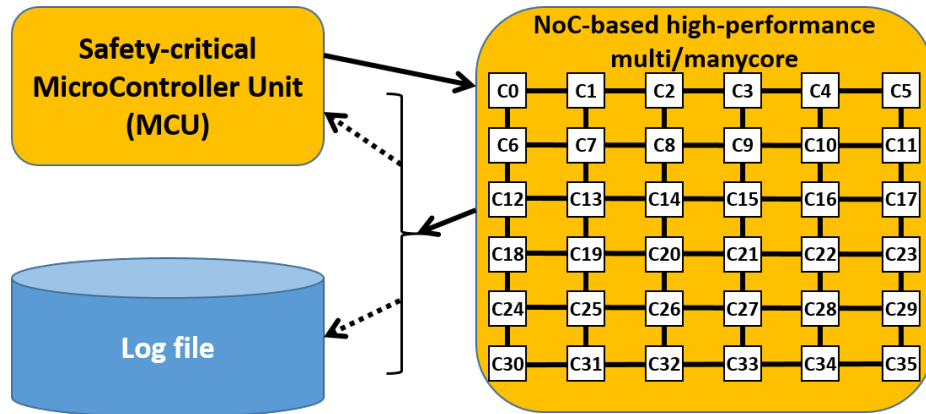 Safety-critical
MicroController Unit
(MCU)
NoC-based high-performance
multi/manycore
C0 C1 C2 C3 C4 C5
C6 C7 C8 C9 C10 C11
C12 C13 C14 C15 C16 C17
C18 C19 C20 C21 C22 C23
C24 C25 C26 C27 C28 C29
C30 C31 C32 C33 C34 C35
Log file